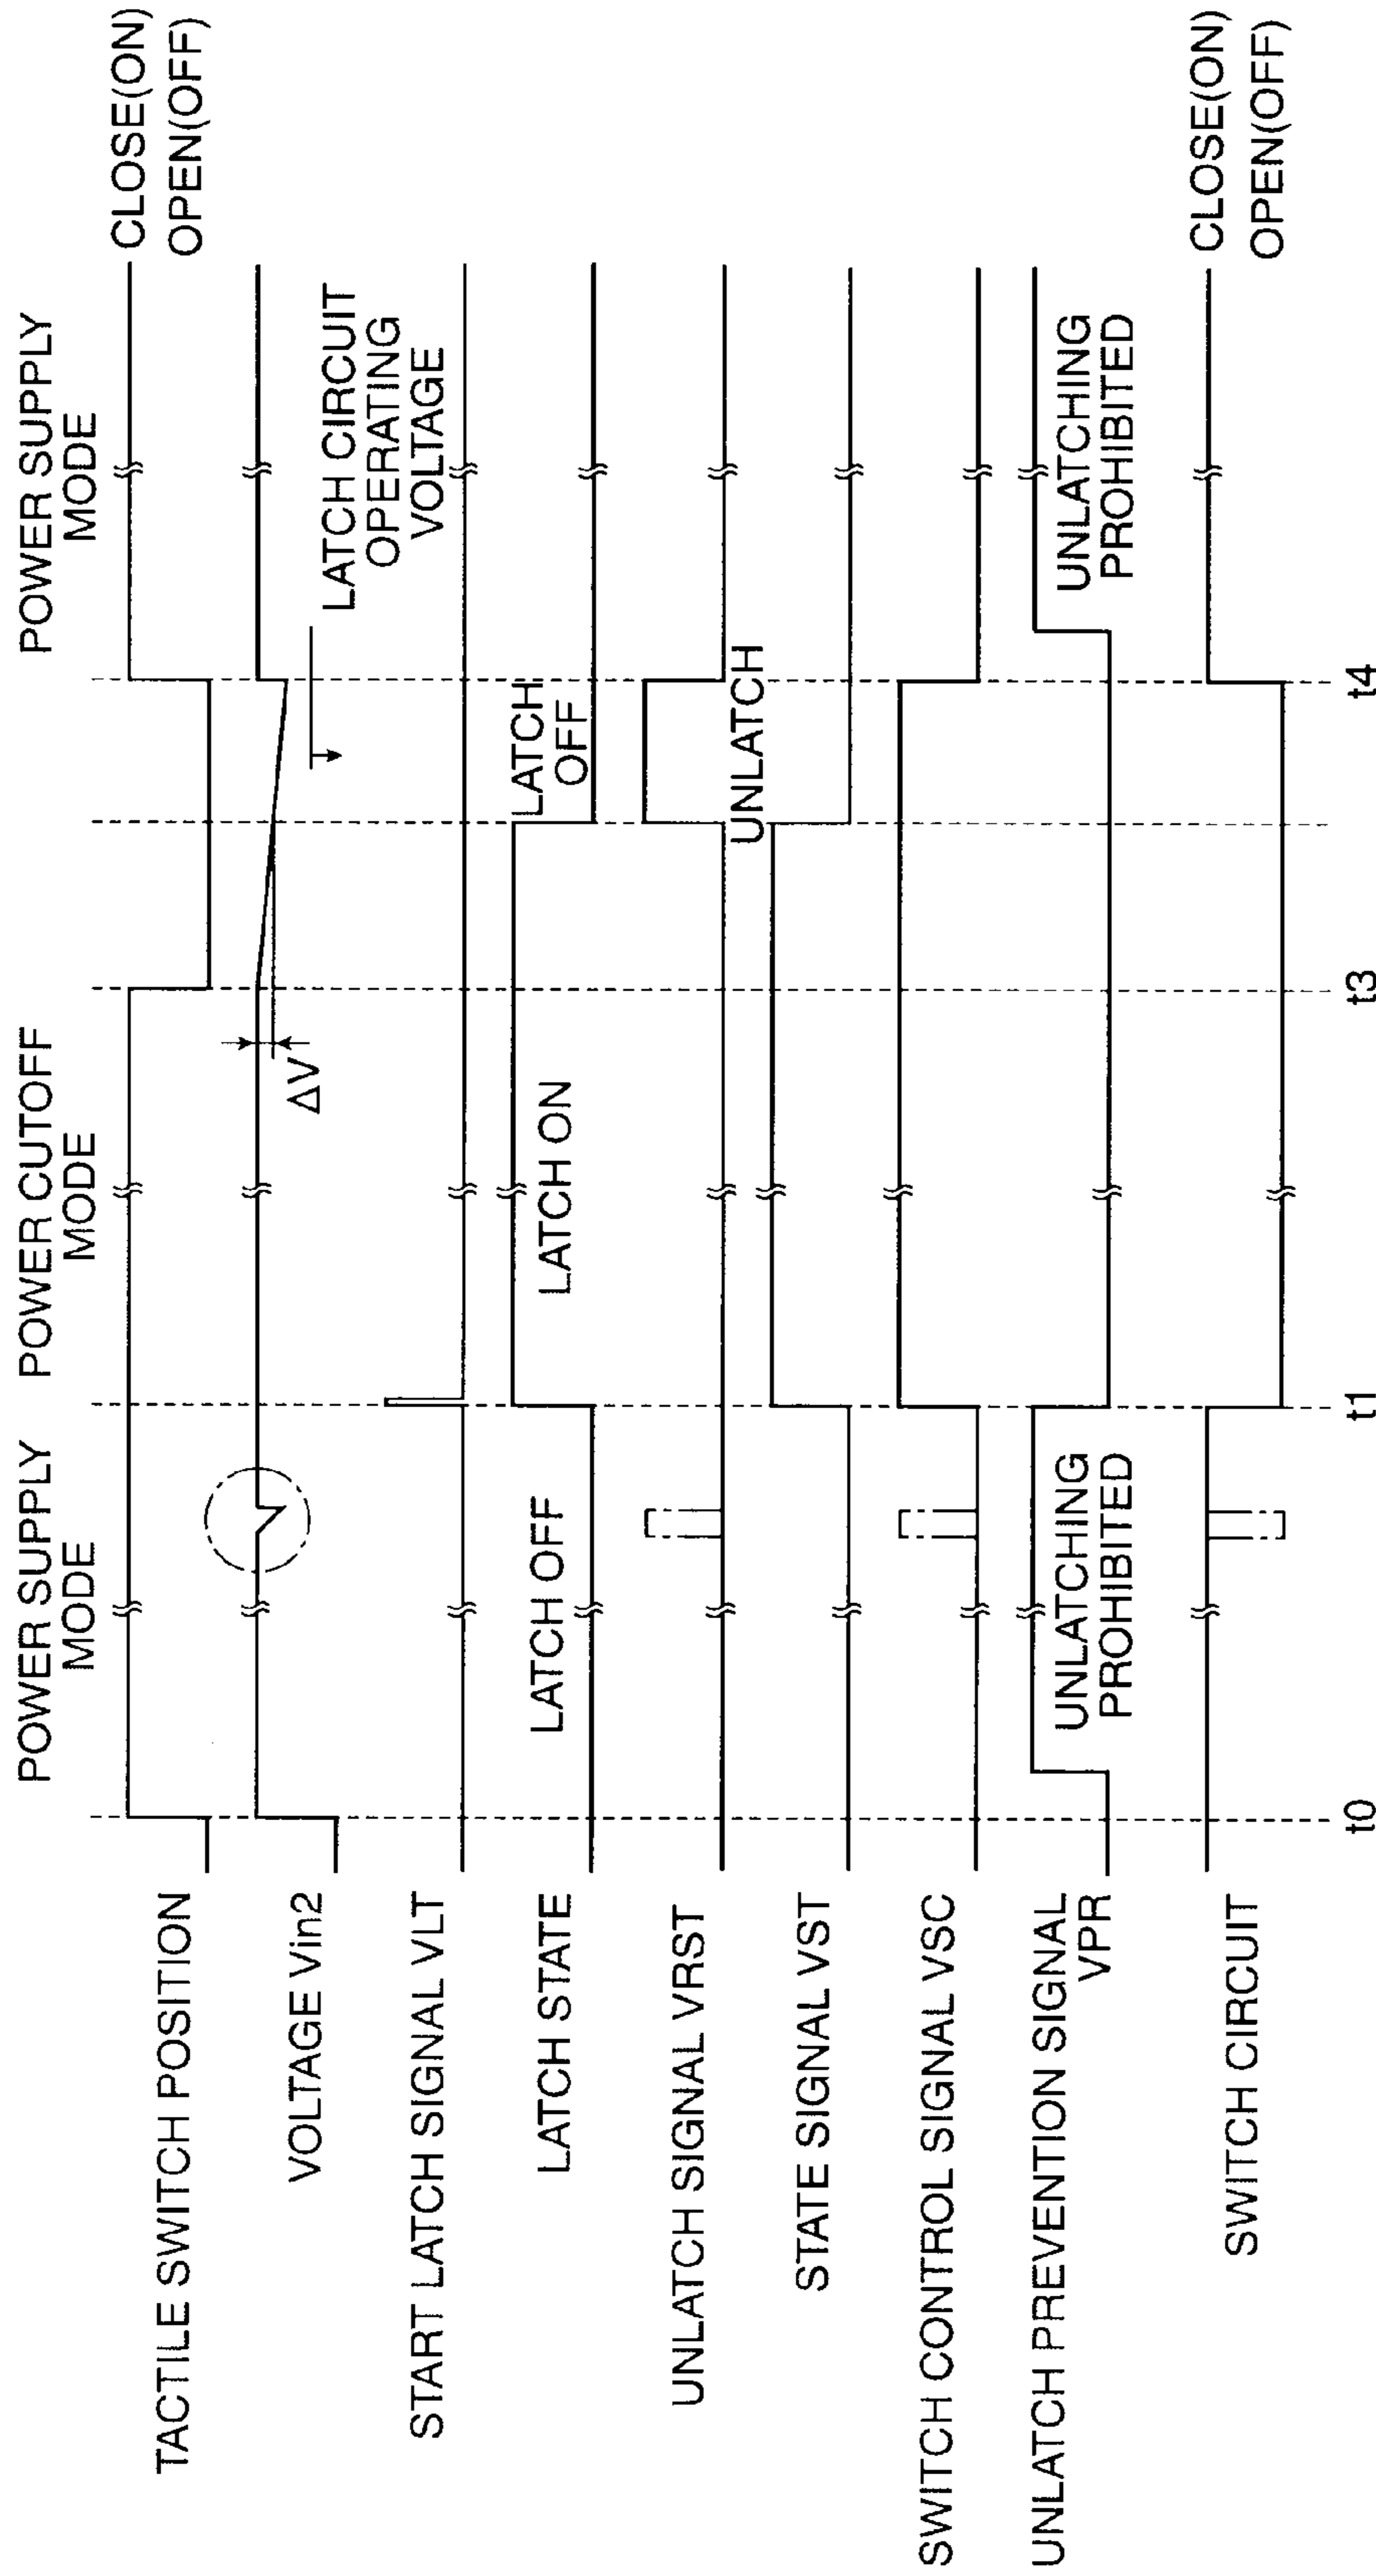 POWER SUPPLY
MODE
POWER CUTOFF
MODE
POWER SUPPLY
MODE
TACTILE SWITCH POSITION
CLOSE(ON)
OPEN(OFF)
VOLTAGE Vin2
ΔV
LATCH CIRCUIT
OPERATING
VOLTAGE
START LATCH SIGNAL VLT
LATCH STATE
LATCH OFF
LATCH ON
LATCH
OFF
UNLATCH SIGNAL VRST
UNLATCH
STATE SIGNAL VST
SWITCH CONTROL SIGNAL VSC
UNLATCH PREVENTION SIGNAL
VPR
UNLATCHING
PROHIBITED
UNLATCHING
PROHIBITED
SWITCH CIRCUIT
CLOSE(ON)
OPEN(OFF)
t0
t1
t3
t4